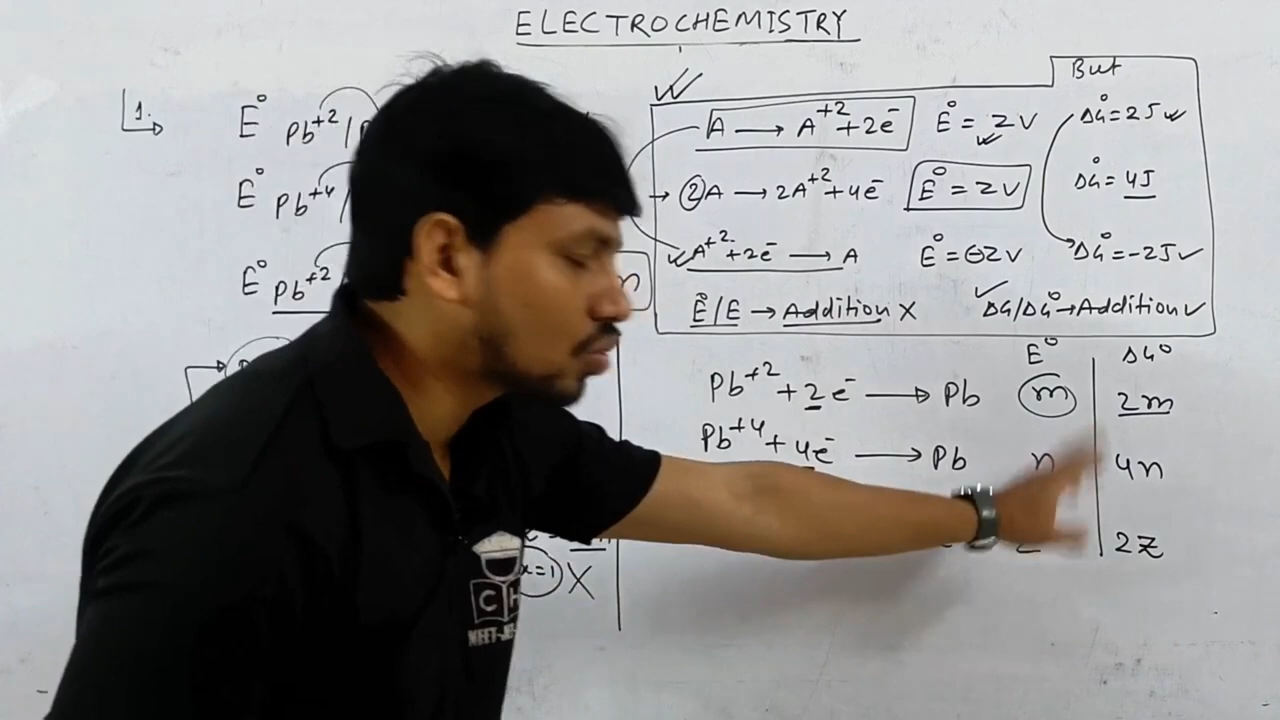 ELECTROCHEMISTRY
1.
E° Pb+2/
E° Pb+4/
E° Pb+2
n
But
A → A+2 + 2e- E° = 2V ΔG° = 2J
→ 2A → 2A+2 + 4e- E° = 2V ΔG° = 4J
A+2 + 2e- → A E° = -2V ΔG° = -2J
E°/E → Addition X ΔG/ΔG° → Addition ✓
E° ΔG°
Pb+2 + 2e- → Pb m 2m
Pb+4 + 4e- → Pb n 4n
2z
x=1 X
CH